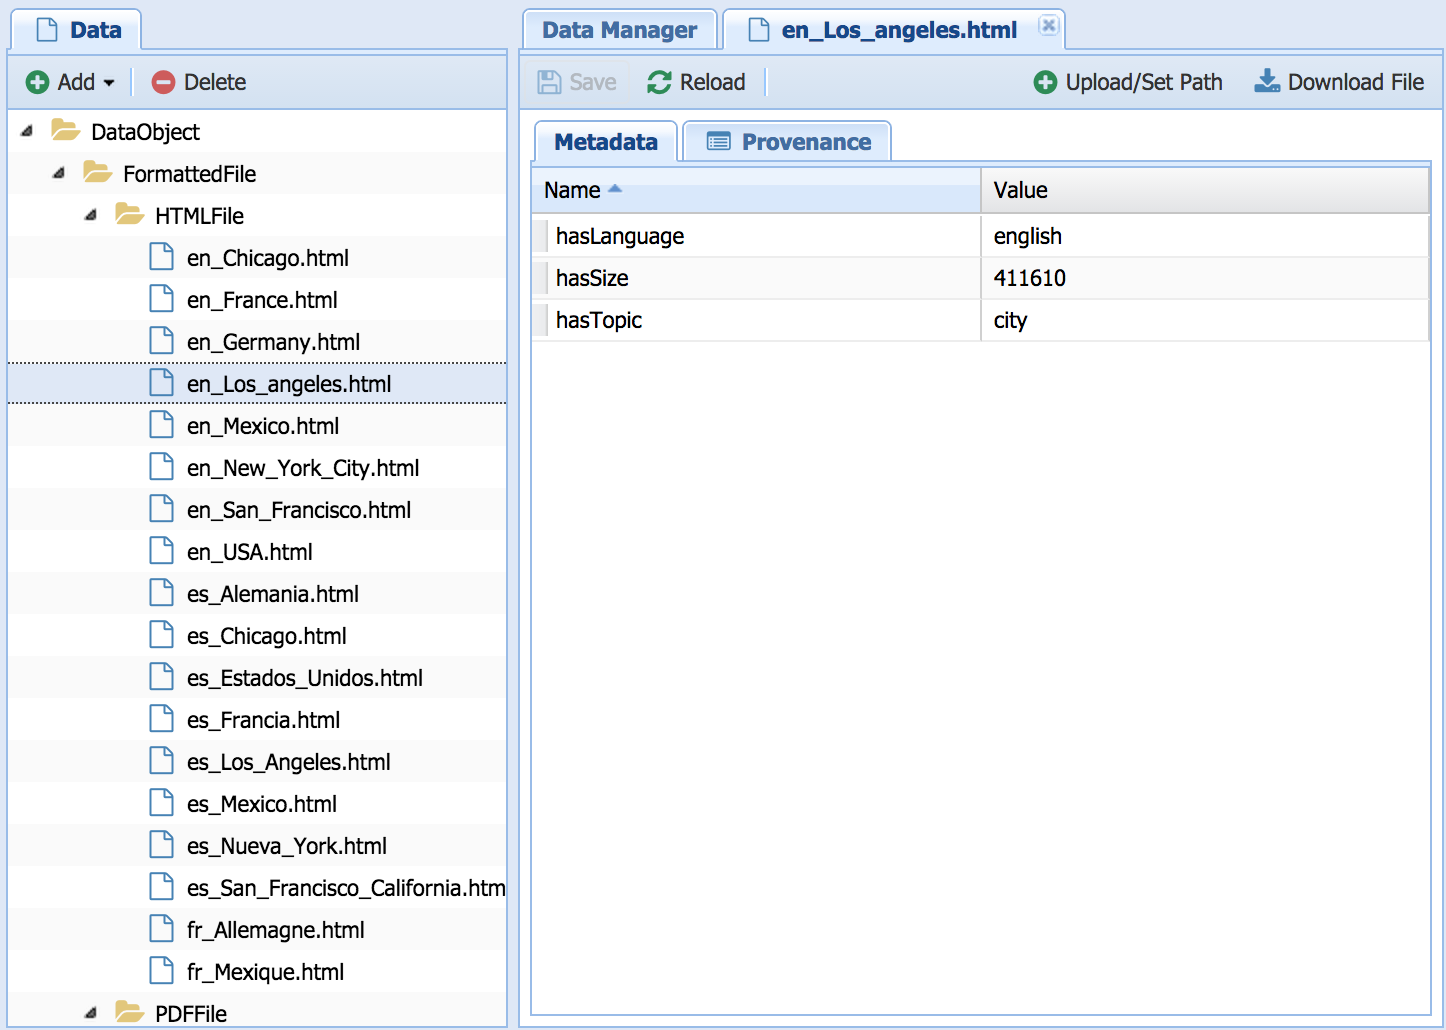 Data
Add
Delete
DataObject
FormattedFile
HTMLFile
en_Chicago.html
en_France.html
en_Germany.html
en_Los_angeles.html
en_Mexico.html
en_New_York_City.html
en_San_Francisco.html
en_USA.html
es_Alemania.html
es_Chicago.html
es_Estados_Unidos.html
es_Francia.html
es_Los_Angeles.html
es_Mexico.html
es_Nueva_York.html
es_San_Francisco_California.htm
fr_Allemagne.html
fr_Mexique.html
PDFFile
Data Manager
en_Los_angeles.html
Save
Reload
Upload/Set Path
Download File
Metadata
Provenance
Name Value
hasLanguage english
hasSize 411610
hasTopic city